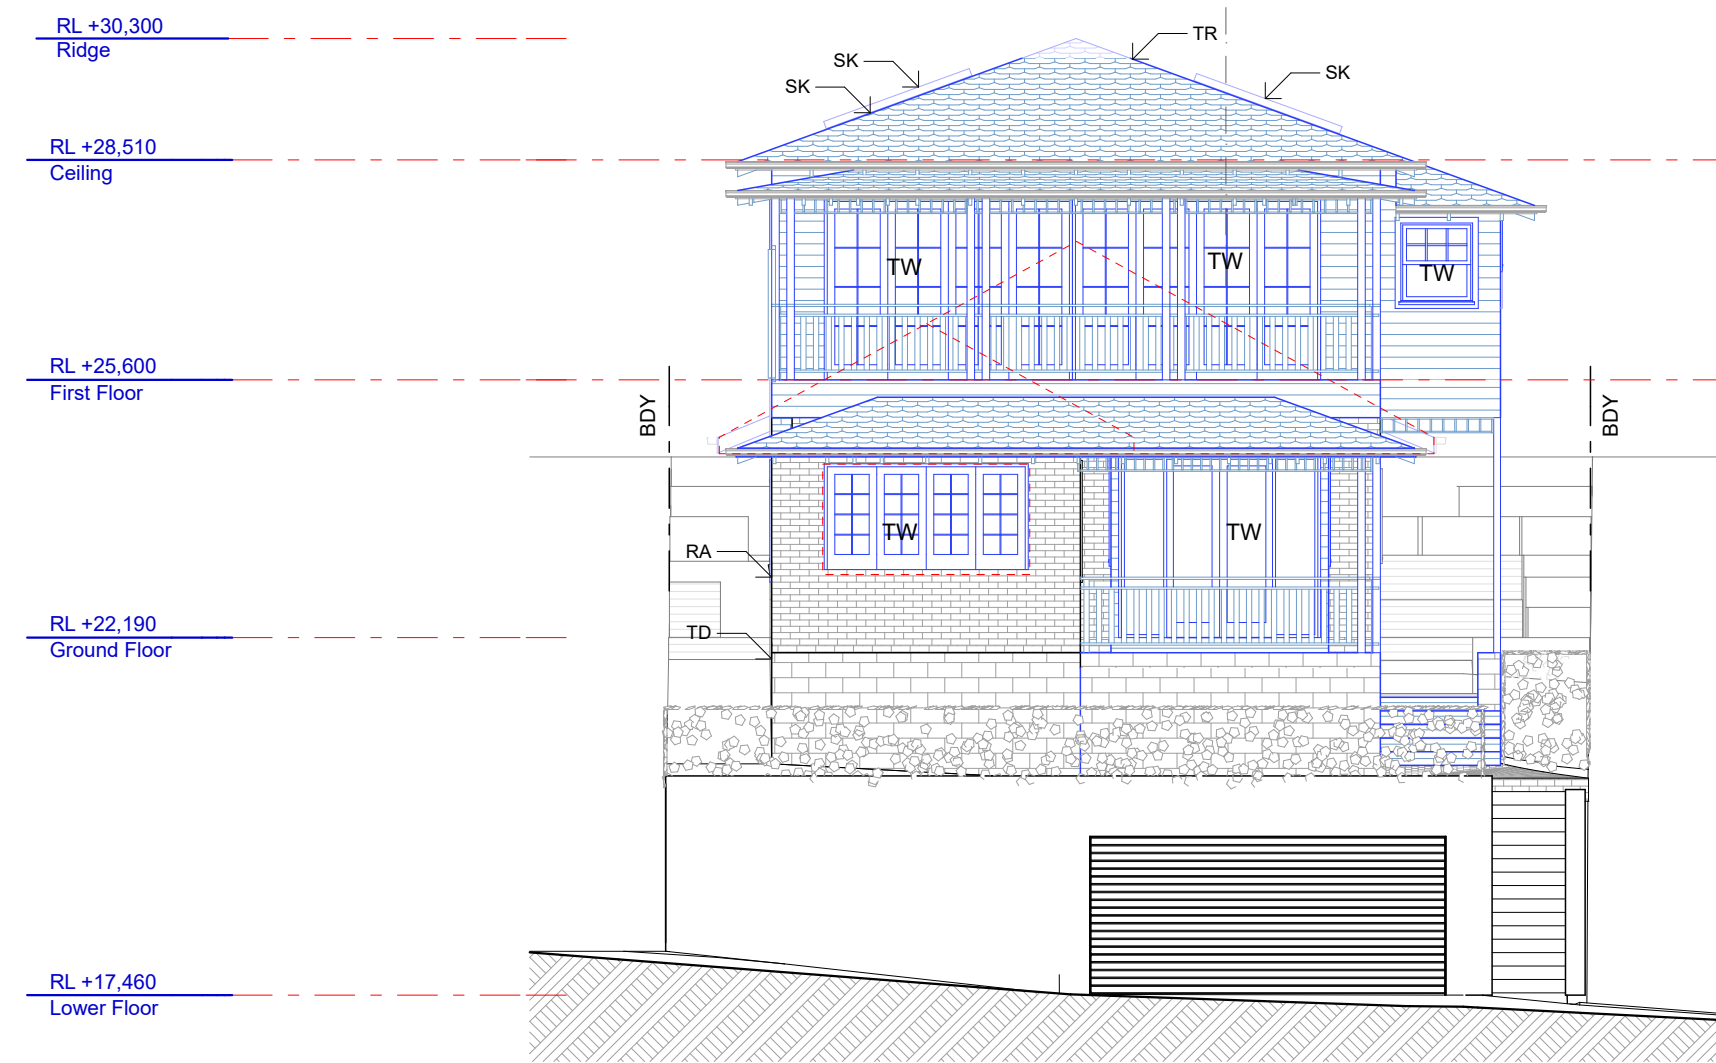 RL +30,300
Ridge
TR
SK
SK
SK
RL +28,510
Ceiling
TW
TW
TW
RL +25,600
First Floor
BDY
BDY
TW
TW
RA
RL +22,190
Ground Floor
TD
RL +17,460
Lower Floor